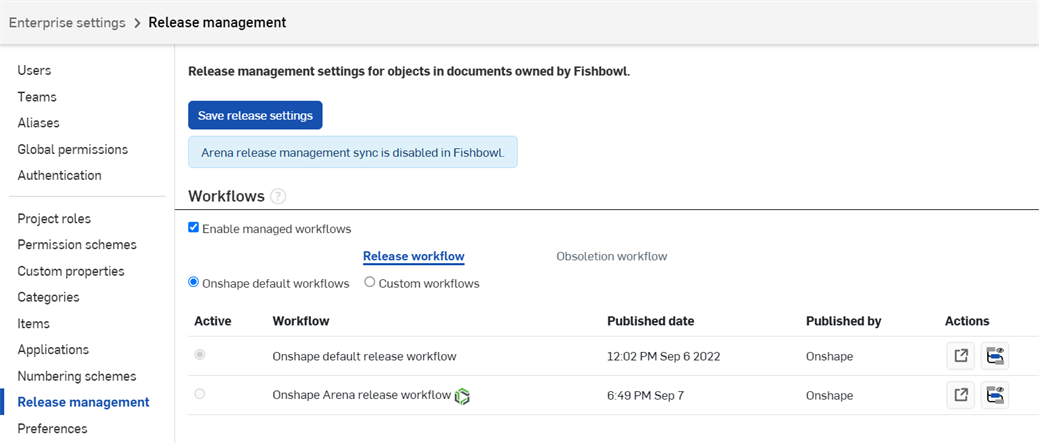 Enterprise settings > Release management
Users
Teams
Aliases
Global permissions
Authentication
Project roles
Permission schemes
Custom properties
Categories
Items
Applications
Numbering schemes
Release management
Preferences
Release management settings for objects in documents owned by Fishbowl.
Save release settings
Arena release management sync is disabled in Fishbowl.
Workflows ?
Enable managed workflows
Release workflow Obsoletion workflow
Onshape default workflows Custom workflows
Active Workflow Published date Published by Actions
Onshape default release workflow 12:02 PM Sep 6 2022 Onshape
Onshape Arena release workflow 6:49 PM Sep 7 Onshape